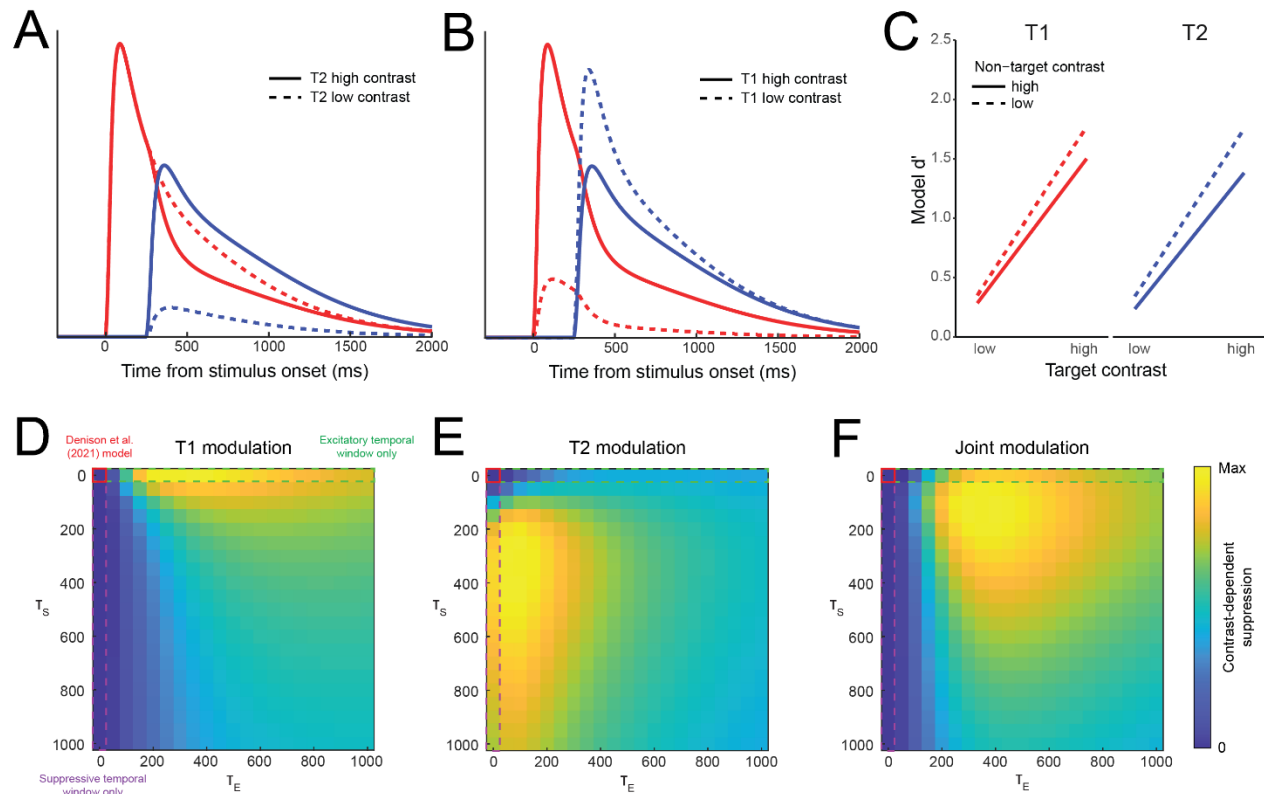 A
T2 high contrast
T2 low contrast
0
500
1000
1500
2000
Time from stimulus onset (ms)
B
T1 high contrast
T1 low contrast
0
500
1000
1500
2000
Time from stimulus onset (ms)
C
T1
T2
Non-target contrast
high
low
2.5
2.0
1.5
1.0
0.5
0.0
Model d'
low
high
low
high
Target contrast
D
Denison et al.
(2021) model
T1 modulation
Excitatory temporal
window only
0
200
400
τS
600
800
1000
0
200
400
600
800
1000
τE
Suppressive temporal
window only
E
T2 modulation
0
200
400
τS
600
800
1000
0
200
400
600
800
1000
τE
F
Joint modulation
0
200
400
τS
600
800
1000
0
200
400
600
800
1000
τE
Max
Contrast-dependent
suppression
0